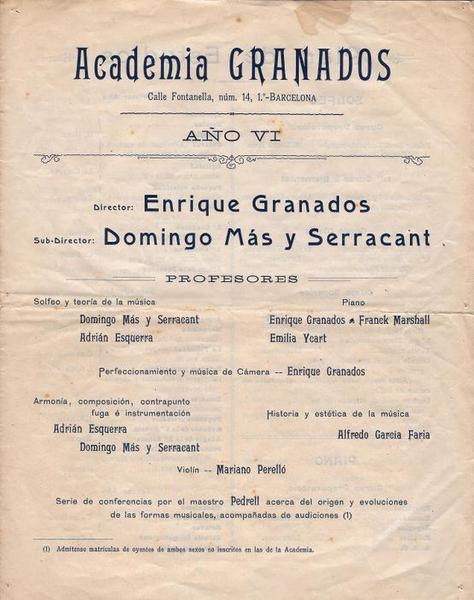 Academia GRANADOS
Calle Fontanella, núm. 14, 1.º-BARCELONA
AÑO VI
Director: Enrique Granados
Sub-Director: Domingo Más y Serracant
PROFESORES
Solfeo y teoría de la música
Domingo Más y Serracant
Adrián Esquerra
Piano
Enrique Granados - Franck Marshall
Emilia Ycart
Perfeccionamiento y música de Cámera -- Enrique Granados
Armonía, composición, contrapunto
fuga é instrumentación
Adrián Esquerra
Domingo Más y Serracant
Historia y estética de la música
Alfredo García Faria
Violín -- Mariano Perelló
Serie de conferencias por el maestro Pedrell acerca del origen y evoluciones
de las formas musicales, acompañadas de audiciones (1)
(1) Admítense matrículas de oyentes de ambos sexos no inscritos en las de la Academia.